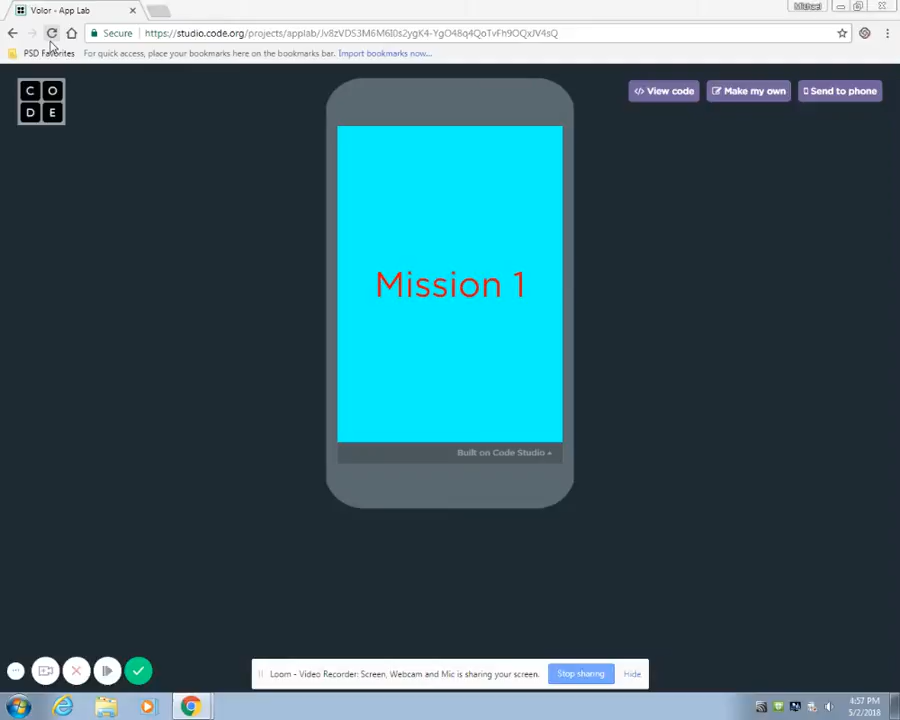 Volor - App Lab
Michael
Secure https://studio.code.org/projects/applab/Jv8zVDS3M6M6I0s2ygK4-YgO48q4QoTvFh9OQxJV4sQ
PSD Favorites For quick access, place your bookmarks here on the bookmarks bar. Import bookmarks now...
C O
D E
</> View code
Make my own
Send to phone
Mission 1
Built on Code Studio
Loom - Video Recorder: Screen, Webcam and Mic is sharing your screen. Stop sharing Hide
4:57 PM
5/2/2018